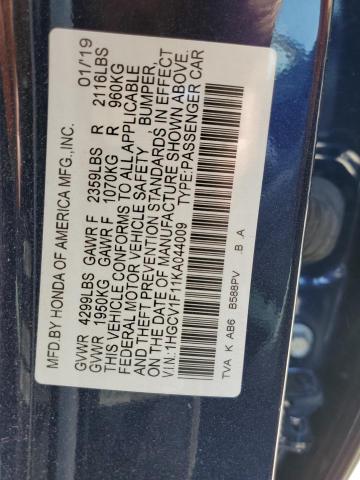 MFD.BY HONDA OF AMERICA MFG.,INC. 01/19
GVWR 4299LBS GAWR F 2359LBS R 2116LBS
GVWR 1950KG GAWR F 1070KG R 960KG
THIS VEHICLE CONFORMS TO ALL APPLICABLE
FEDERAL MOTOR VEHICLE SAFETY, BUMPER,
AND THEFT PREVENTION STANDARDS IN EFFECT
ON THE DATE OF MANUFACTURE SHOWN ABOVE.
V.I.N.:1HGCV1F11KA044009 TYPE:PASSENGER CAR
TVA K AB6 B588PV .B .A